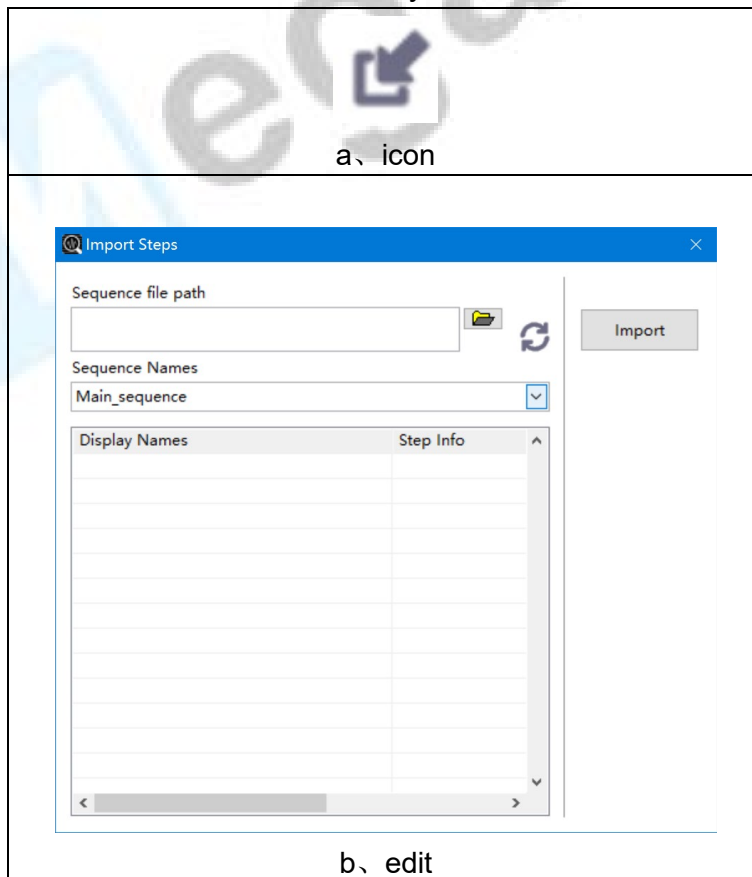 a、icon
Import Steps
Sequence file path
Import
Sequence Names
Main_sequence
Display Names Step Info
b、edit